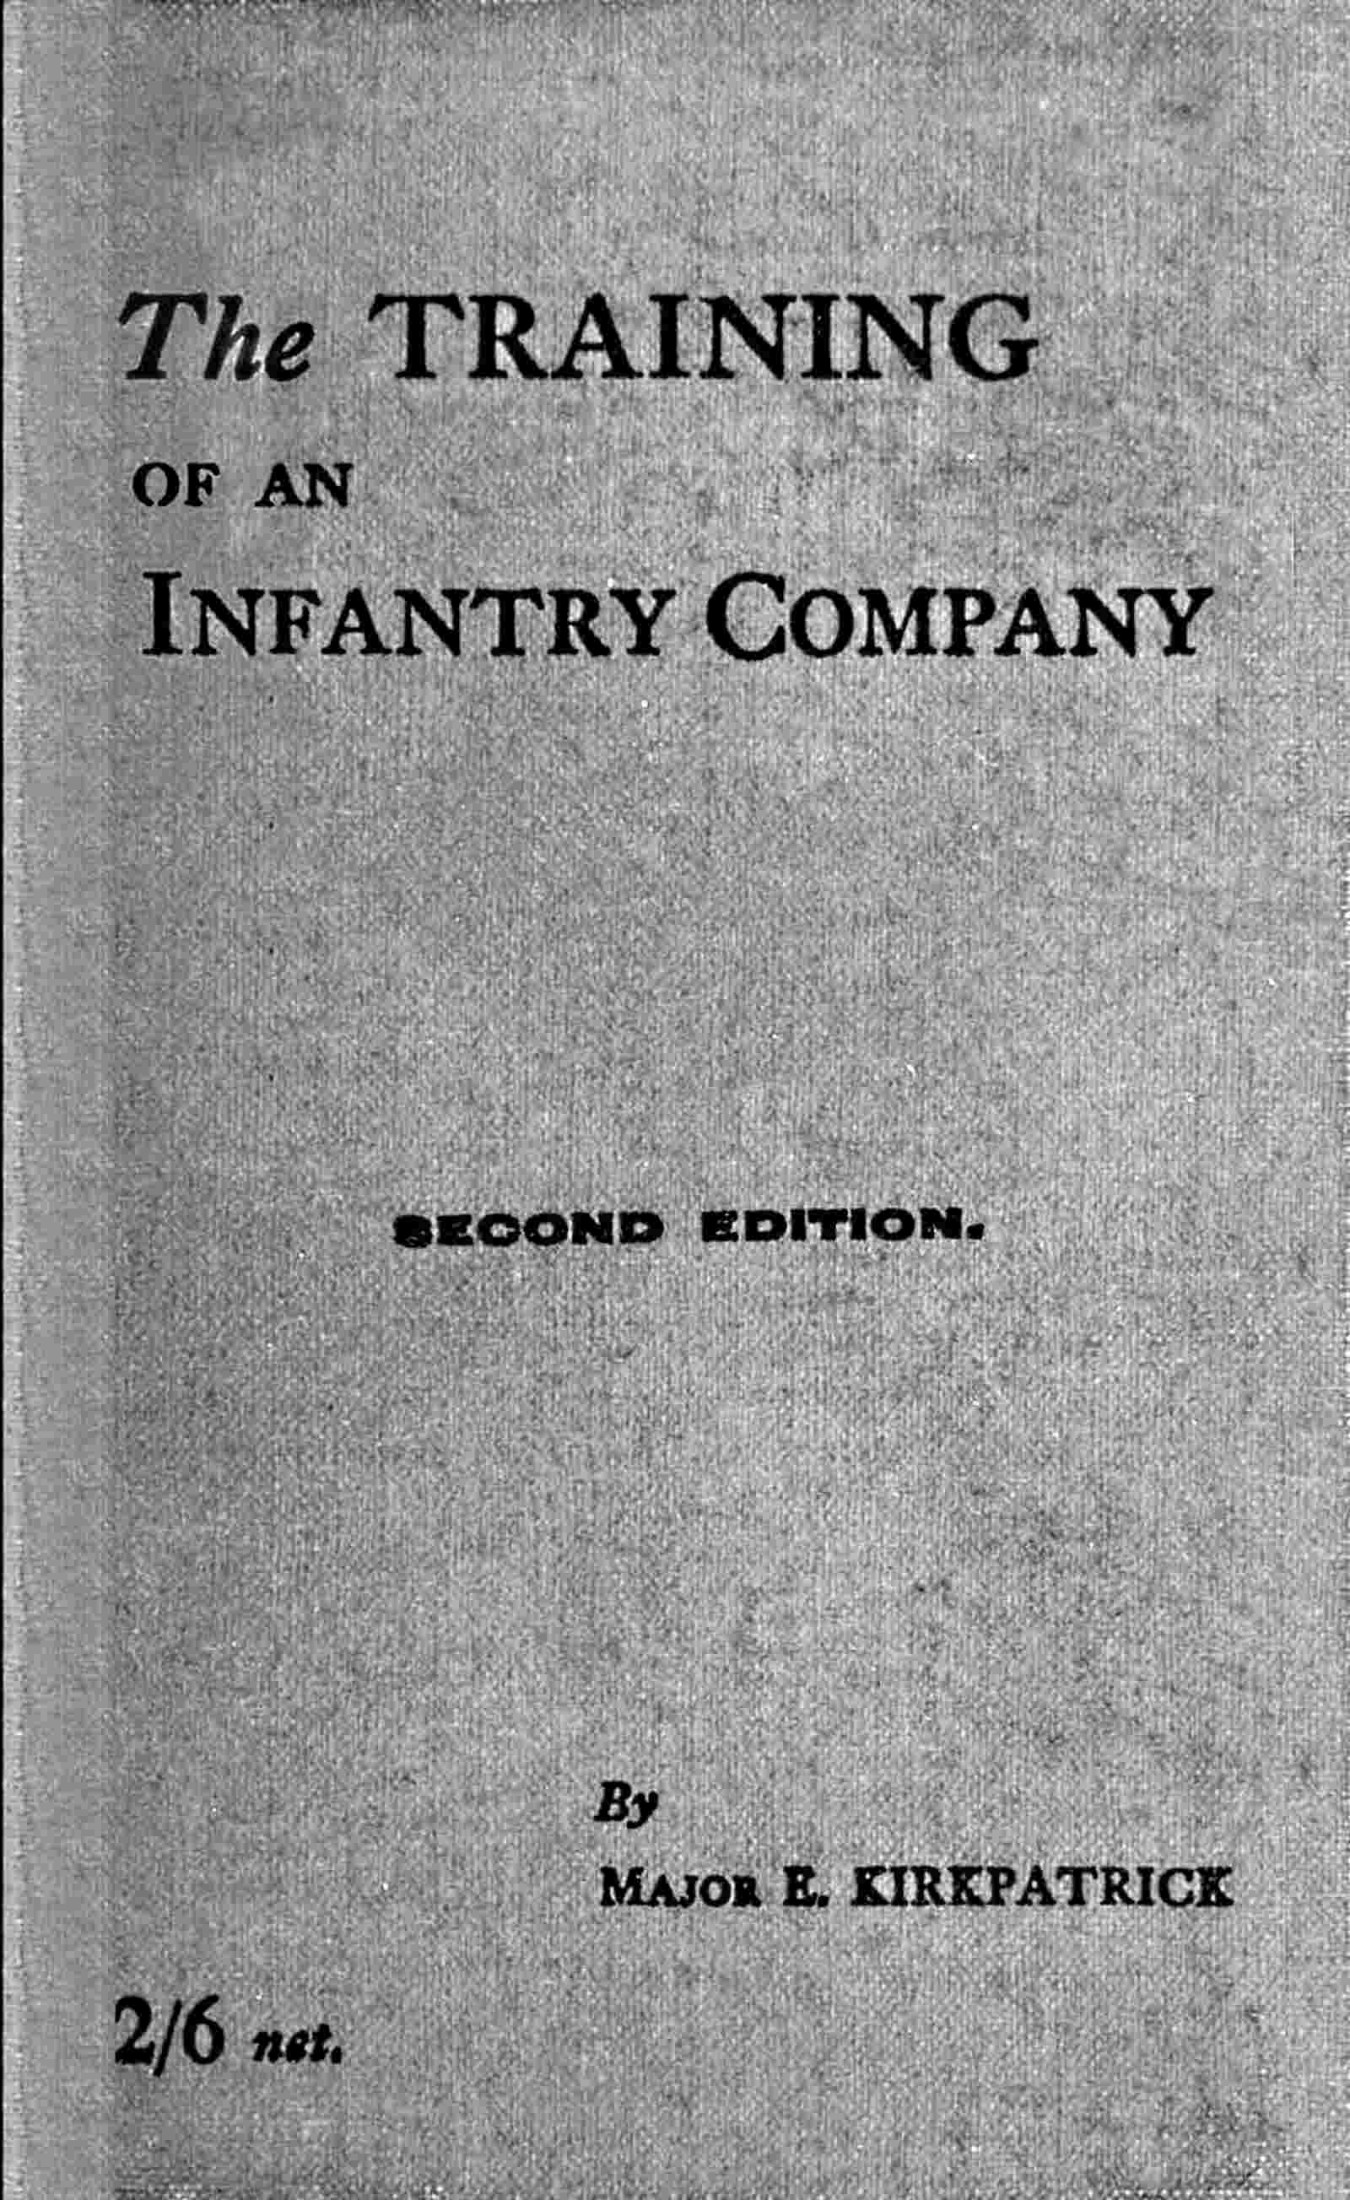 The TRAINING
OF AN
INFANTRY COMPANY
SECOND EDITION.
By
MAJOR E. KIRKPATRICK
2/6 net.